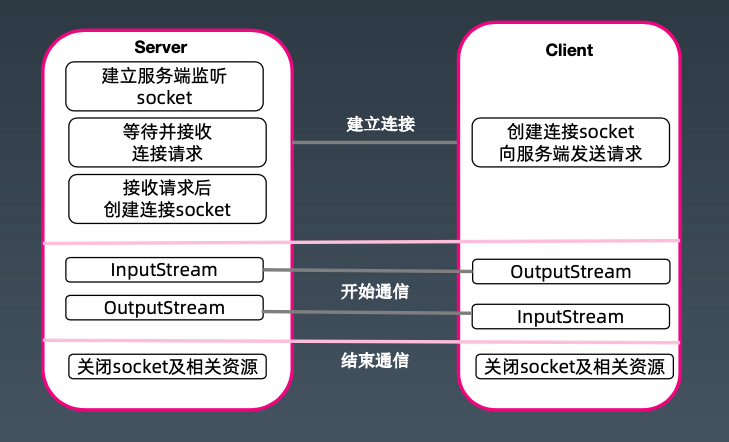 Server
建立服务端监听
socket
等待并接收
连接请求
接收请求后
创建连接socket
建立连接
Client
创建连接socket
向服务端发送请求
InputStream
OutputStream
开始通信
OutputStream
InputStream
关闭socket及相关资源
结束通信
关闭socket及相关资源